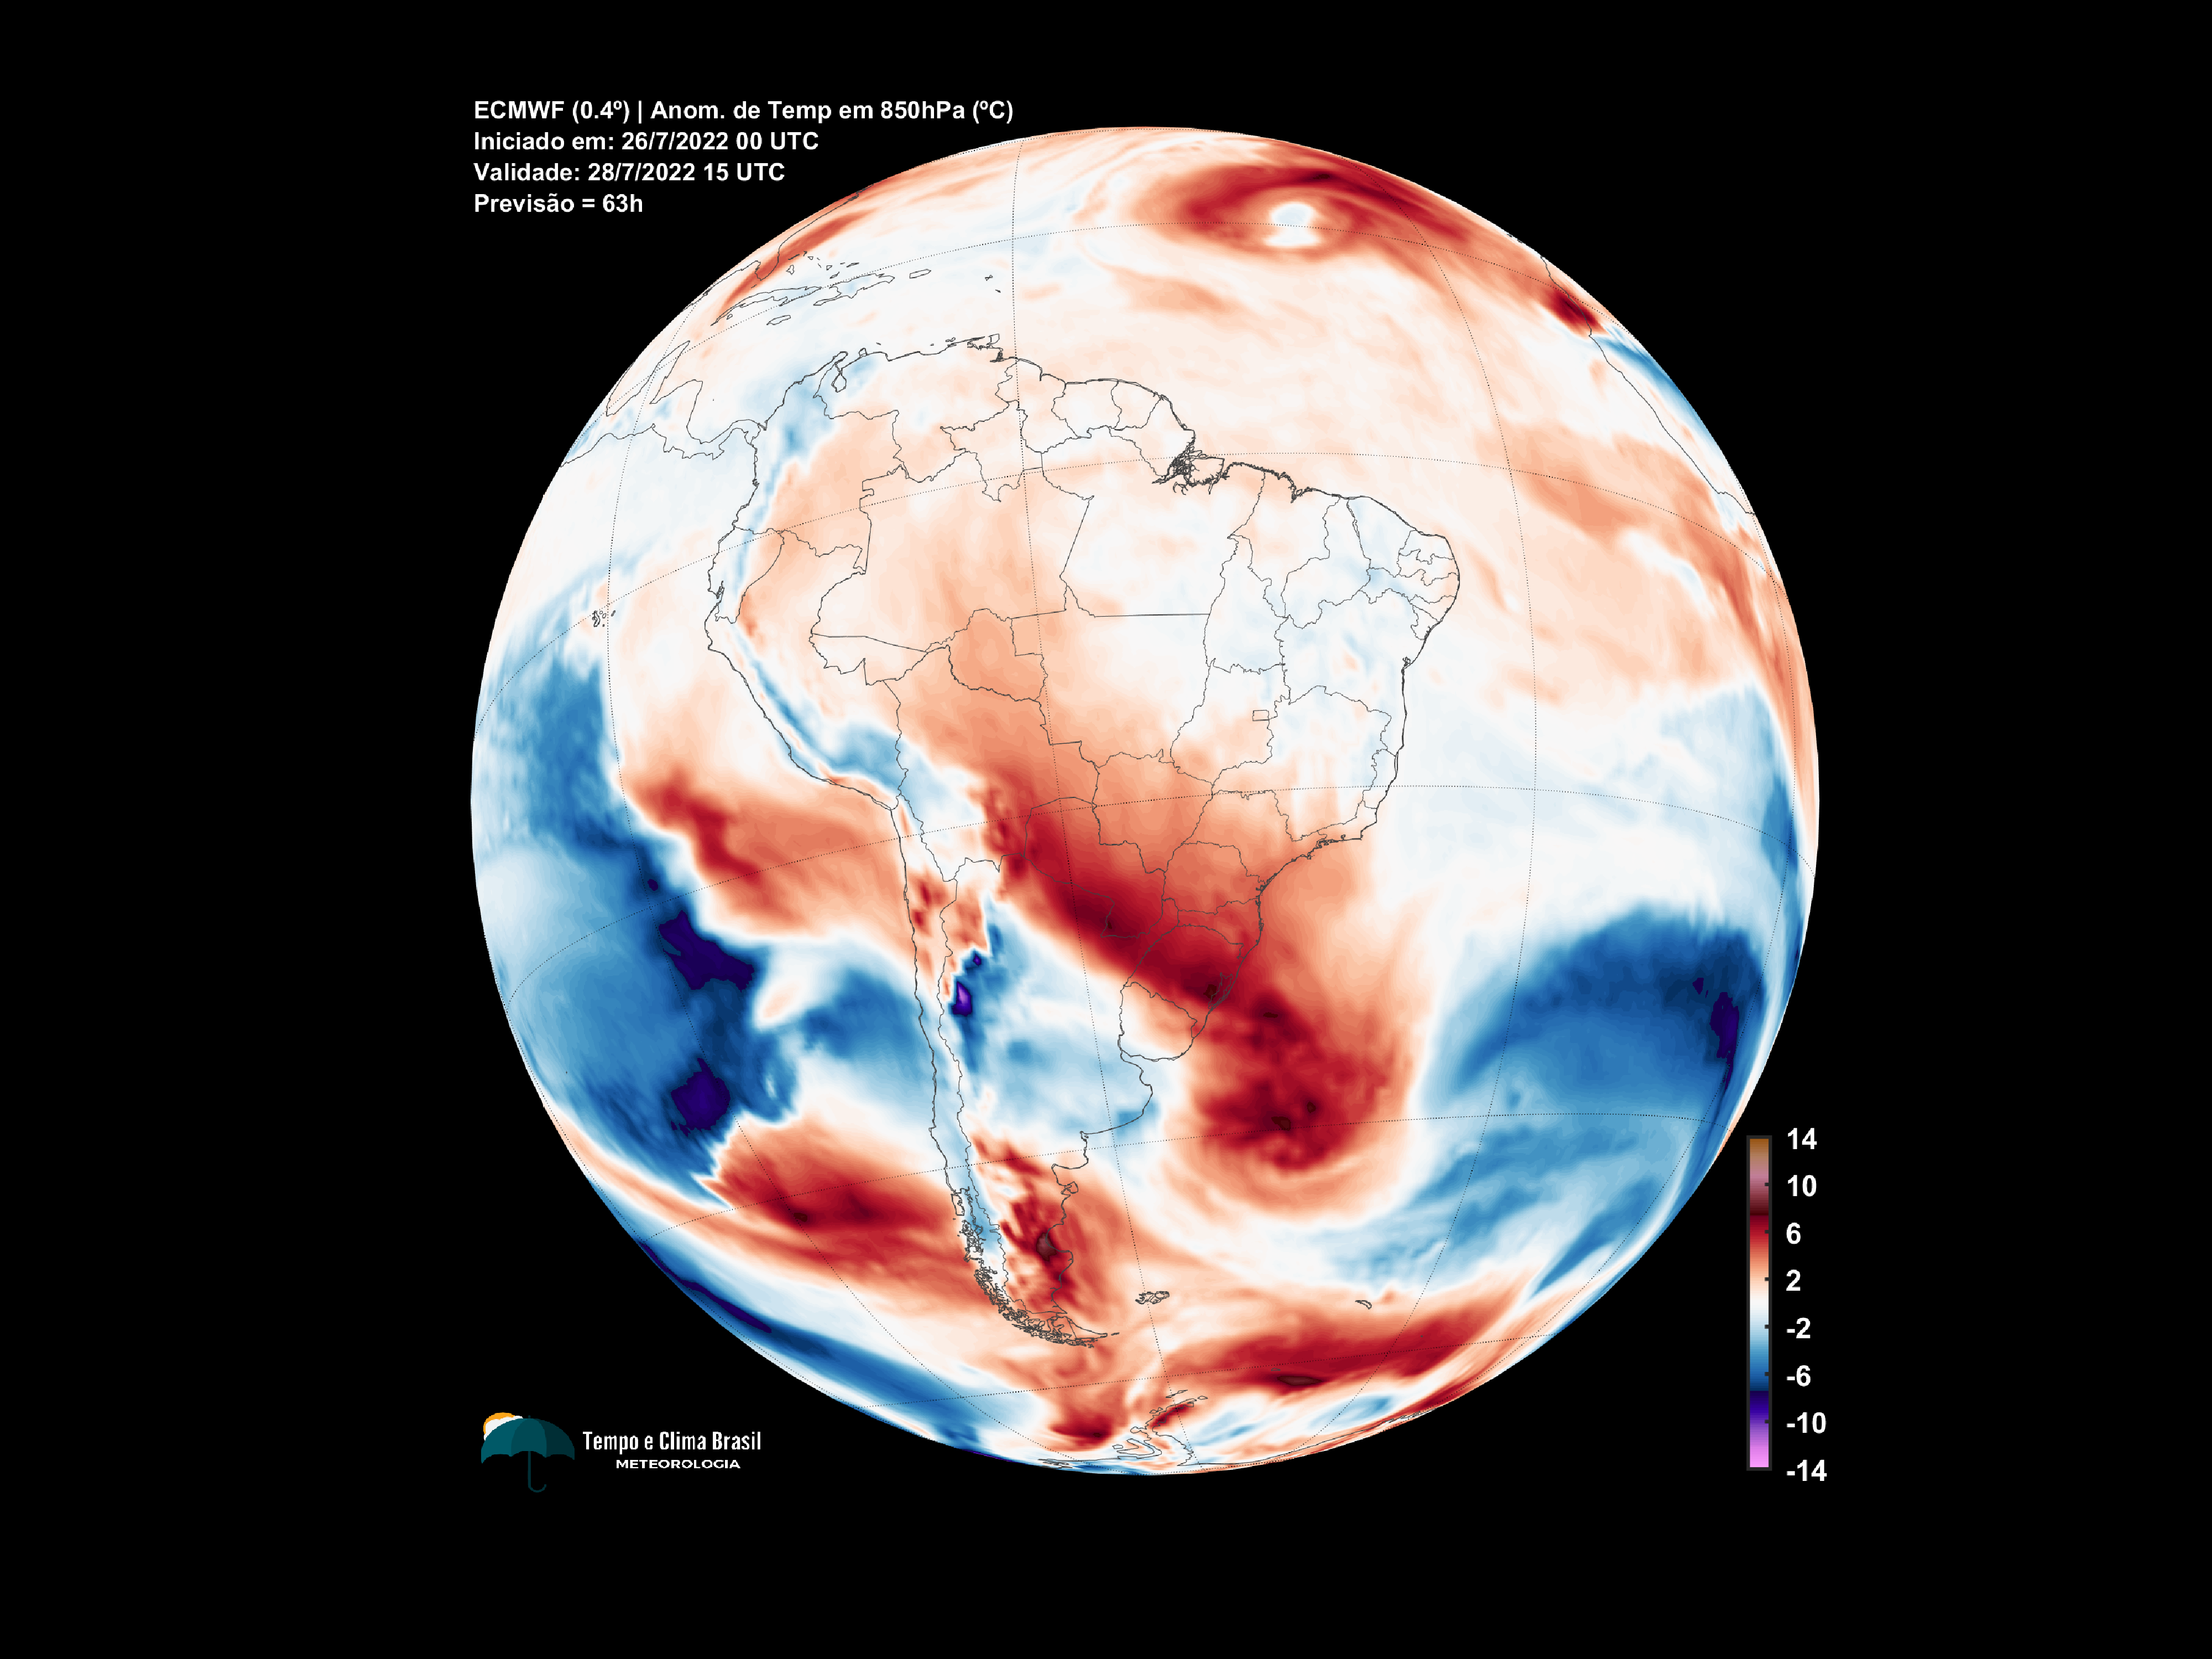 ECMWF (0.4º) | Anom. de Temp em 850hPa (ºC)
Iniciado em: 26/7/2022 00 UTC
Validade: 28/7/2022 15 UTC
Previsão = 63h
14
10
6
2
-2
-6
-10
-14
Tempo e Clima Brasil
METEOROLOGIA